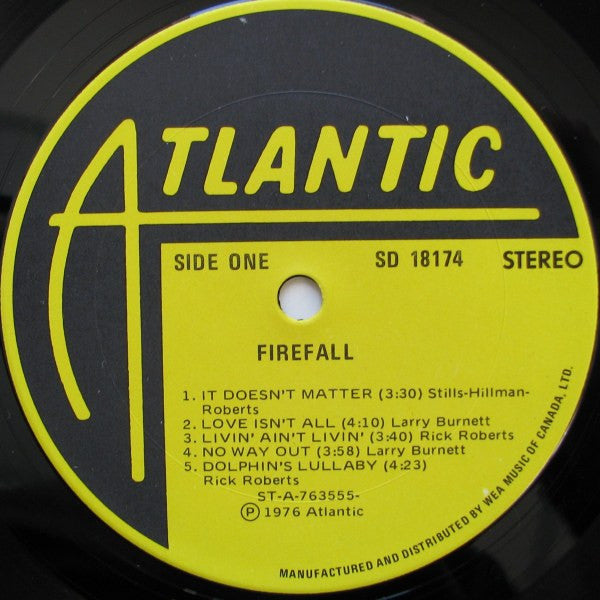 ATLANTIC
SIDE ONE SD 18174 STEREO
FIREFALL
1. IT DOESN'T MATTER (3:30) Stills-Hillman-
Roberts
2. LOVE ISN'T ALL (4:10) Larry Burnett
3. LIVIN' AIN'T LIVIN' (3:40) Rick Roberts
4. NO WAY OUT (3:58) Larry Burnett
5. DOLPHIN'S LULLABY (4:23)
Rick Roberts
ST-A-763555-
Ⓟ 1976 Atlantic
MANUFACTURED AND DISTRIBUTED BY WEA MUSIC OF CANADA, LTD.